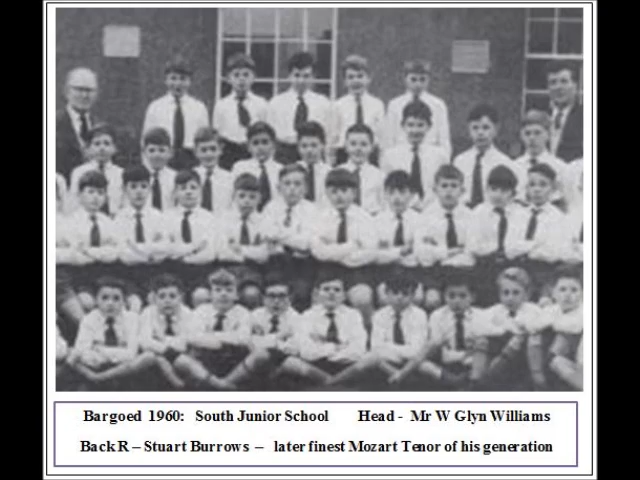 Bargoed 1960: South Junior School Head - Mr W Glyn Williams
Back R – Stuart Burrows – later finest Mozart Tenor of his generation